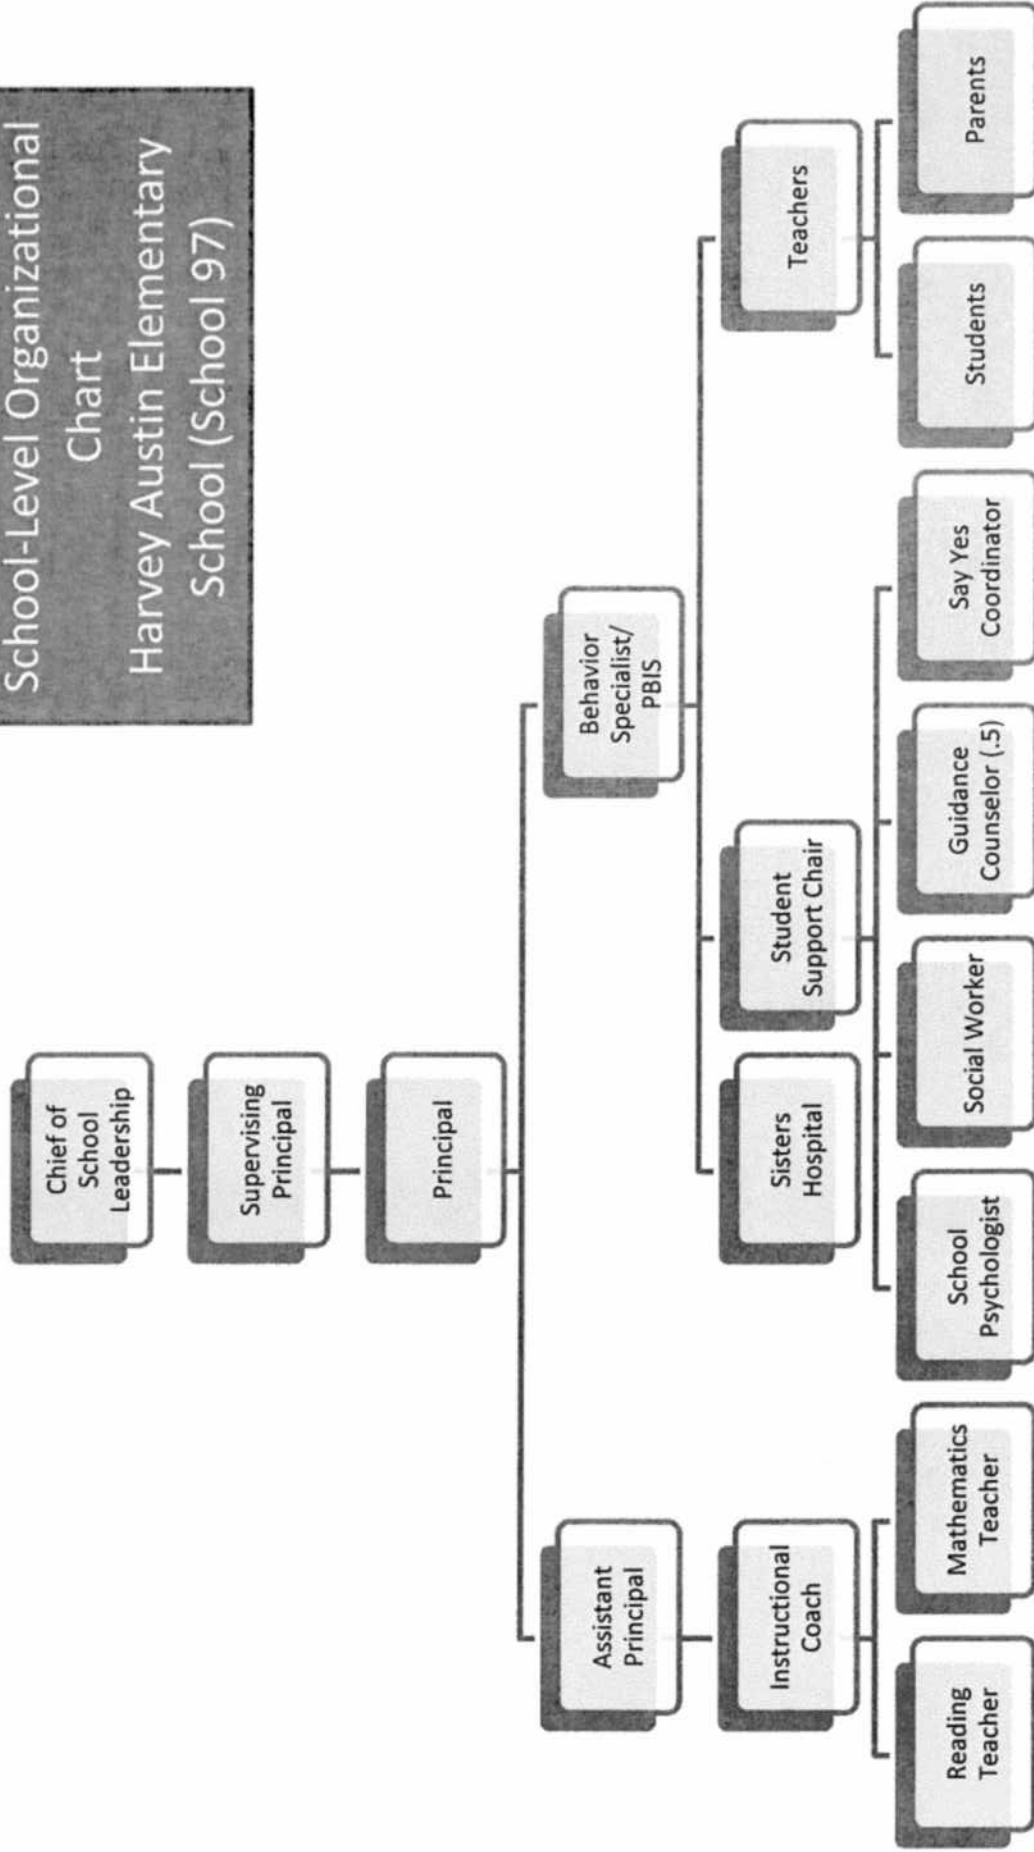 School-Level Organizational
Chart
Harvey Austin Elementary
School (School 97)
Chief of
School
Leadership
Supervising
Principal
Principal
Assistant
Principal
Behavior
Specialist/
PBIS
Instructional
Coach
Sisters
Hospital
Student
Support Chair
Teachers
Reading
Teacher
Mathematics
Teacher
School
Psychologist
Social Worker
Guidance
Counselor (.5)
Say Yes
Coordinator
Students
Parents